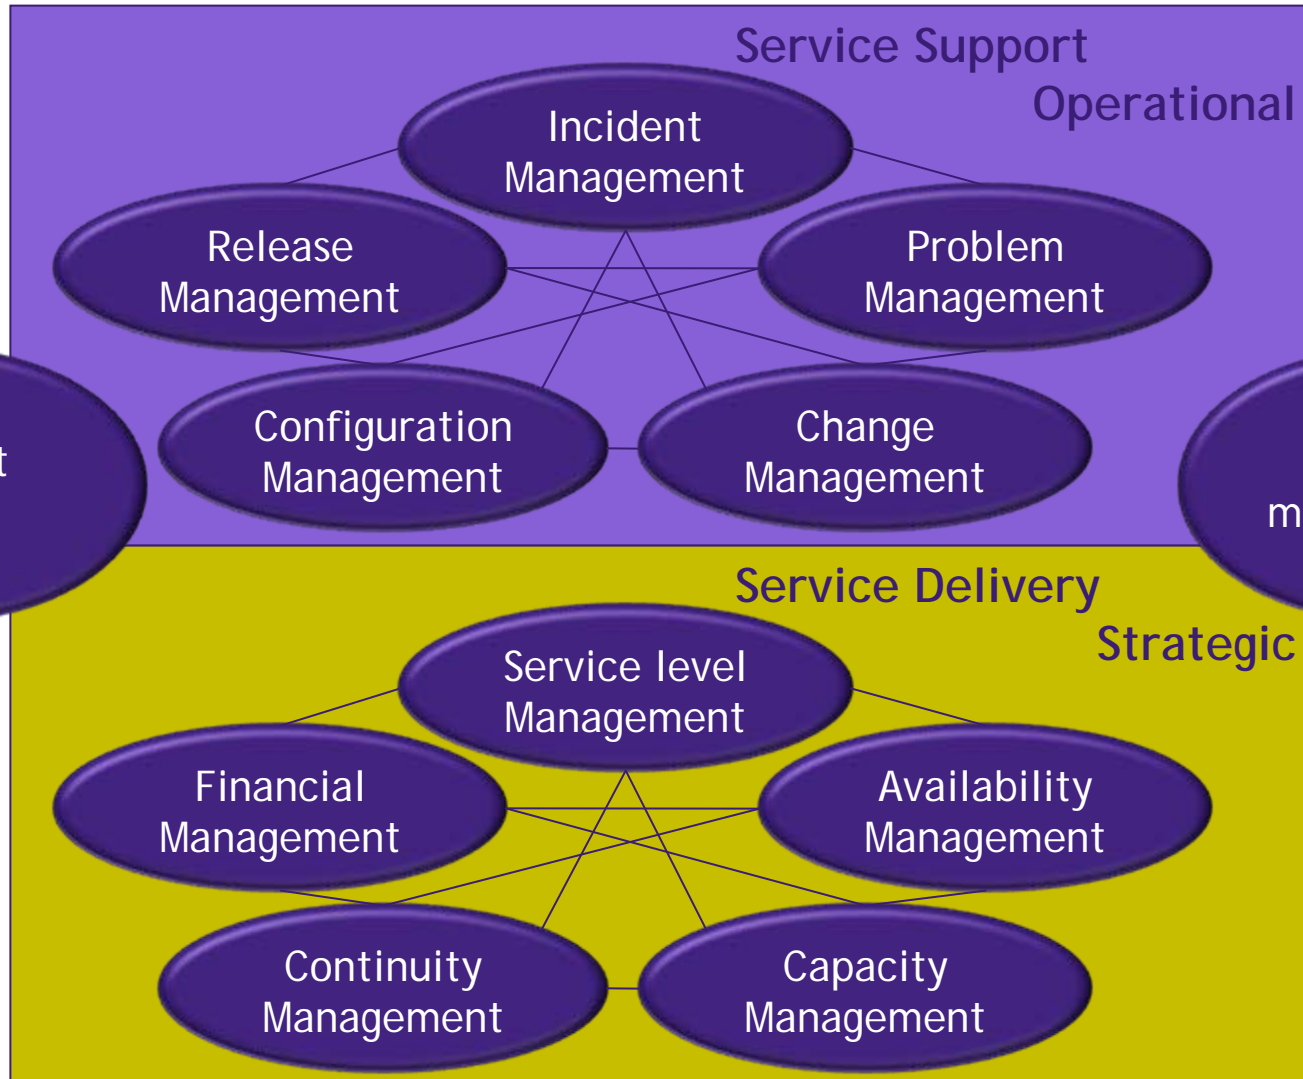 Service Support
Operational
Incident
Management
Release
Management
Problem
Management
Configuration
Management
Change
Management
Service Delivery
Strategic
Service level
Management
Financial
Management
Availability
Management
Continuity
Management
Capacity
Management